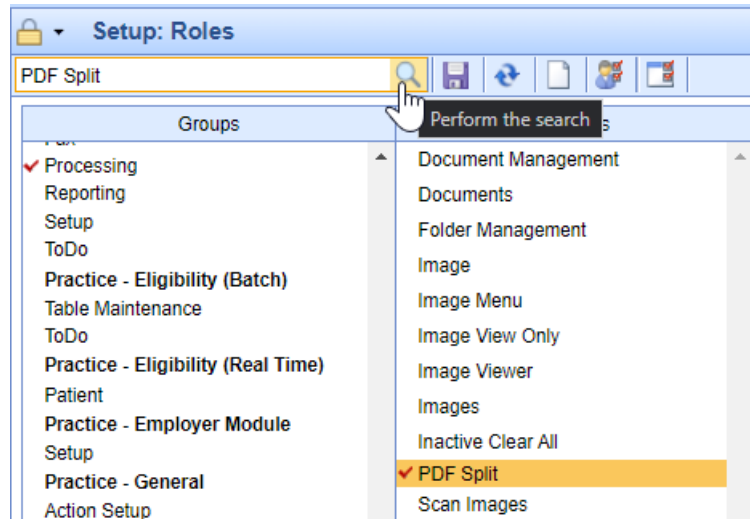 Setup: Roles
PDF Split
Perform the search
Groups
Processing
Reporting
Setup
ToDo
Practice - Eligibility (Batch)
Table Maintenance
ToDo
Practice - Eligibility (Real Time)
Patient
Practice - Employer Module
Setup
Practice - General
Action Setup
Document Management
Documents
Folder Management
Image
Image Menu
Image View Only
Image Viewer
Images
Inactive Clear All
PDF Split
Scan Images